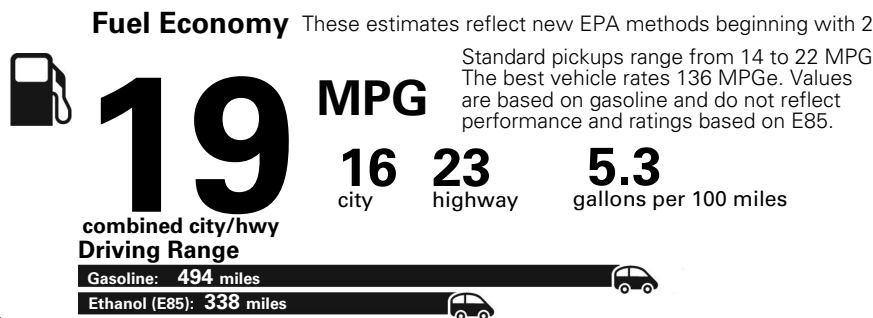 Fuel Economy These estimates reflect new EPA methods beginning with 2
Standard pickups range from 14 to 22 MPG
The best vehicle rates 136 MPGe. Values
are based on gasoline and do not reflect
performance and ratings based on E85.
19 MPG
16 23 5.3
city highway gallons per 100 miles
combined city/hwy
Driving Range
Gasoline: 494 miles
Ethanol (E85): 338 miles